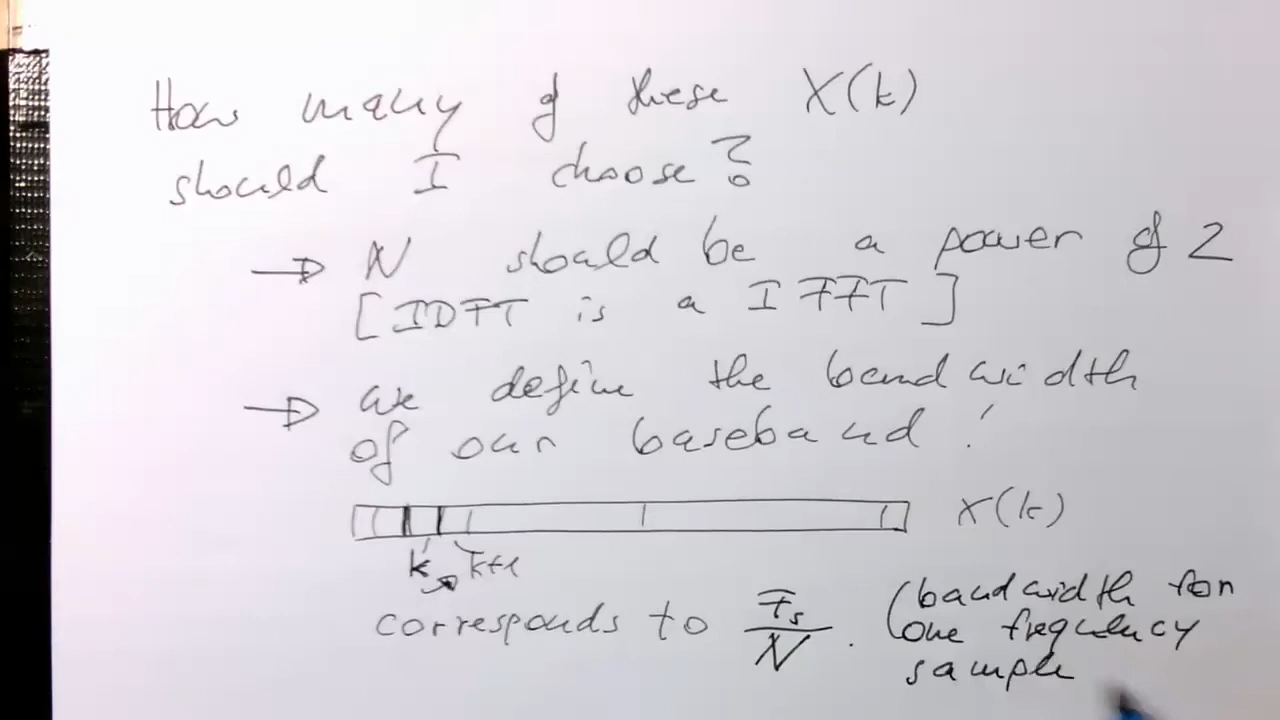 How many of these X(k)
should I choose?
→ N should be a power of 2
[IDFT is a IFFT]
→ we define the bandwidth
of our baseband!
X(k)
k k+1
corresponds to Fs/N. (bandwidth for
one frequency
sample